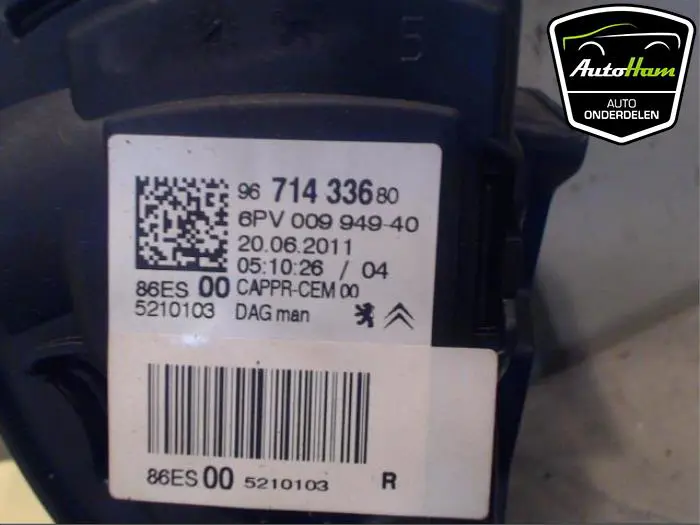 5
AutoHam
AUTO
ONDERDELEN
96 714 336 80
6PV 009 949-40
20.06.2011
05:10:26 / 04
86ES 00 CAPPR-CEM 00
5210103 DAG man
86ES 00 5210103 R